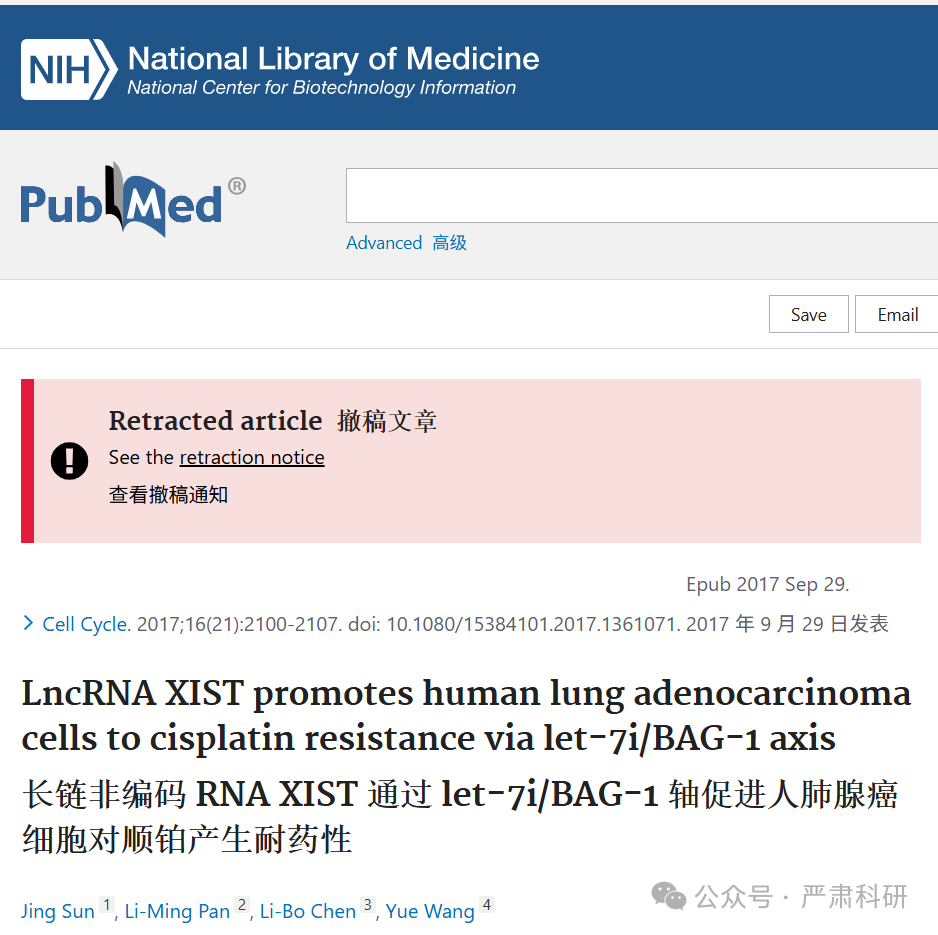 NIH National Library of Medicine
National Center for Biotechnology Information
PubMed®
Advanced 高级
Save Email
Retracted article 撤稿文章
See the retraction notice
查看撤稿通知
Epub 2017 Sep 29.
Cell Cycle. 2017;16(21):2100-2107. doi: 10.1080/15384101.2017.1361071. 2017 年 9 月 29 日发表
LncRNA XIST promotes human lung adenocarcinoma
cells to cisplatin resistance via let-7i/BAG-1 axis
长链非编码 RNA XIST 通过 let-7i/BAG-1 轴促进人肺腺癌
细胞对顺铂产生耐药性
Jing Sun 1, Li-Ming Pan 2, Li-Bo Chen 3, Yue Wang 4
公众号 · 严肃科研